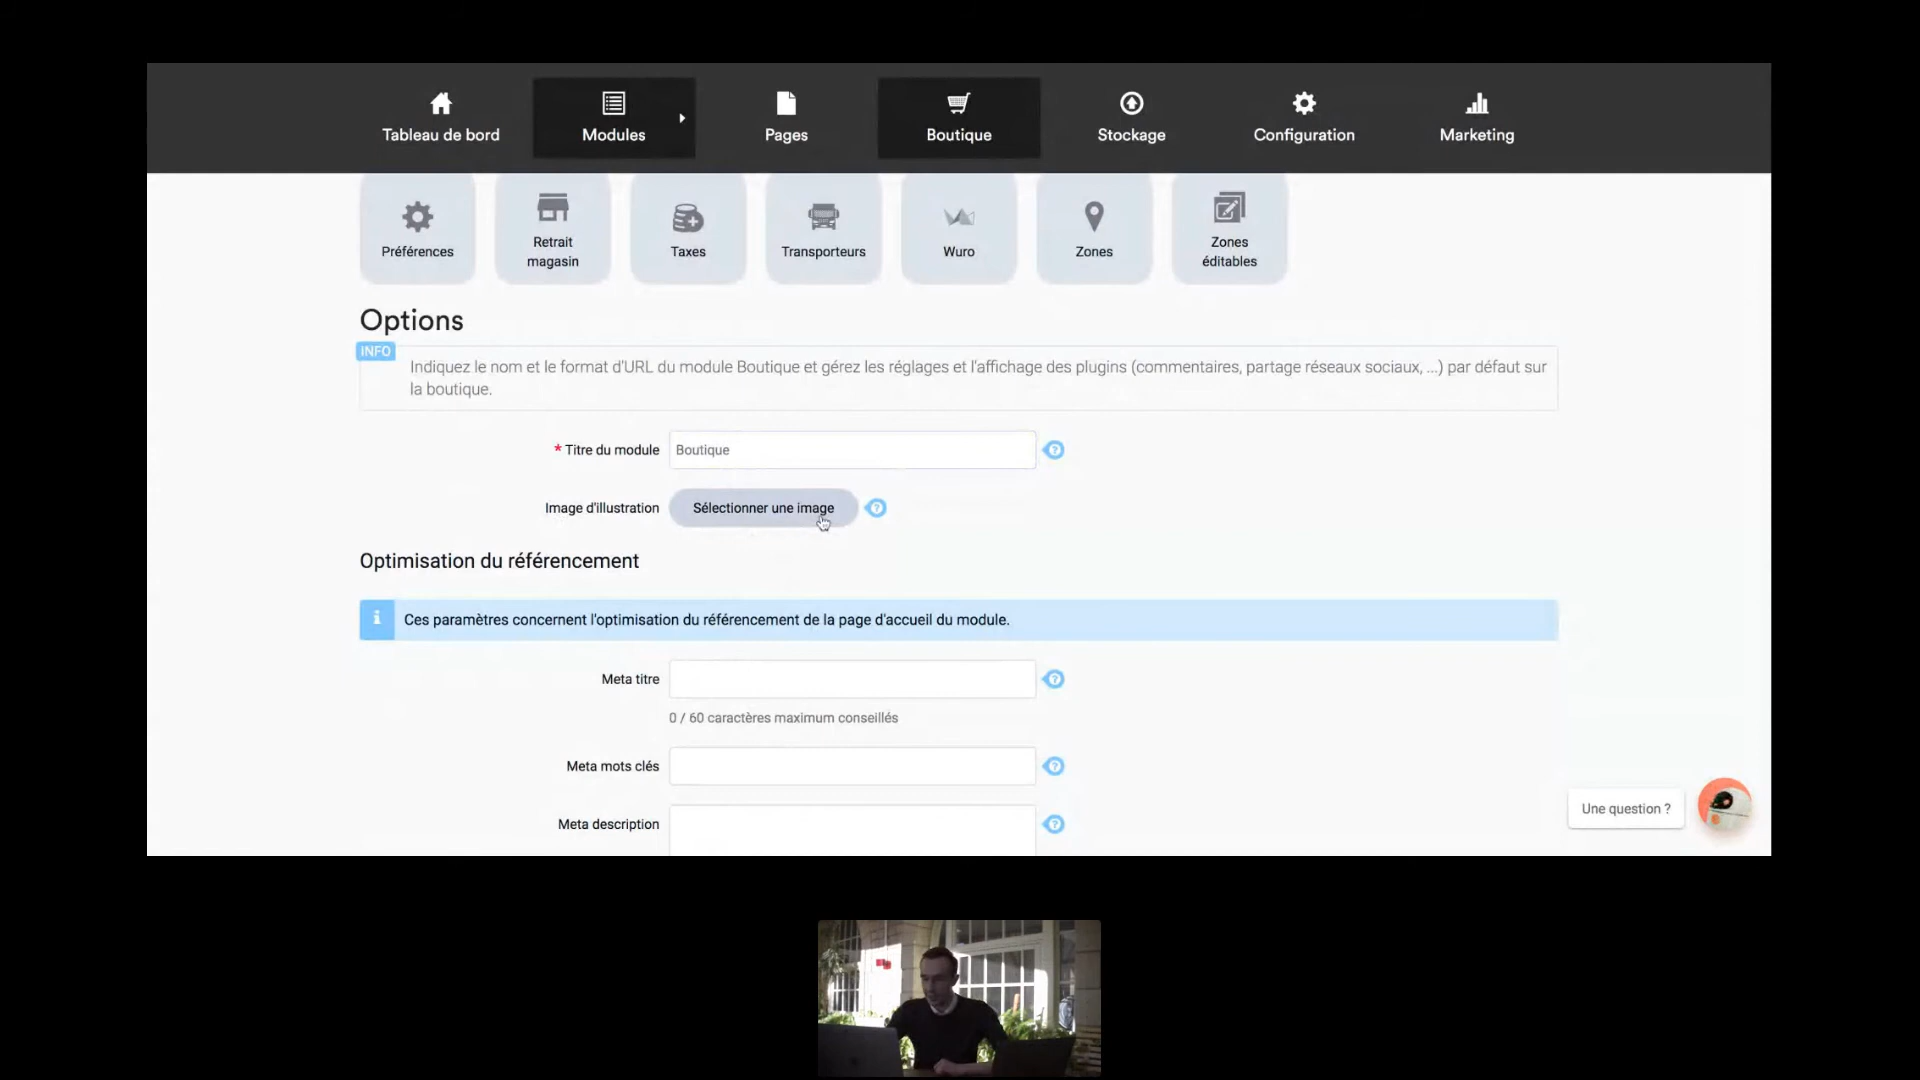 Tableau de bord
Modules
Pages
Boutique
Stockage
Configuration
Marketing
Préférences
Retrait
magasin
Taxes
Transporteurs
Wuro
Zones
Zones
éditables
Options
INFO
Indiquez le nom et le format d'URL du module Boutique et gérez les réglages et l'affichage des plugins (commentaires, partage réseaux sociaux, ...) par défaut sur
la boutique.
* Titre du module
Boutique
Image d'illustration
Sélectionner une image
Optimisation du référencement
Ces paramètres concernent l'optimisation du référencement de la page d'accueil du module.
Meta titre
0 / 60 caractères maximum conseillés
Meta mots clés
Meta description
Une question ?